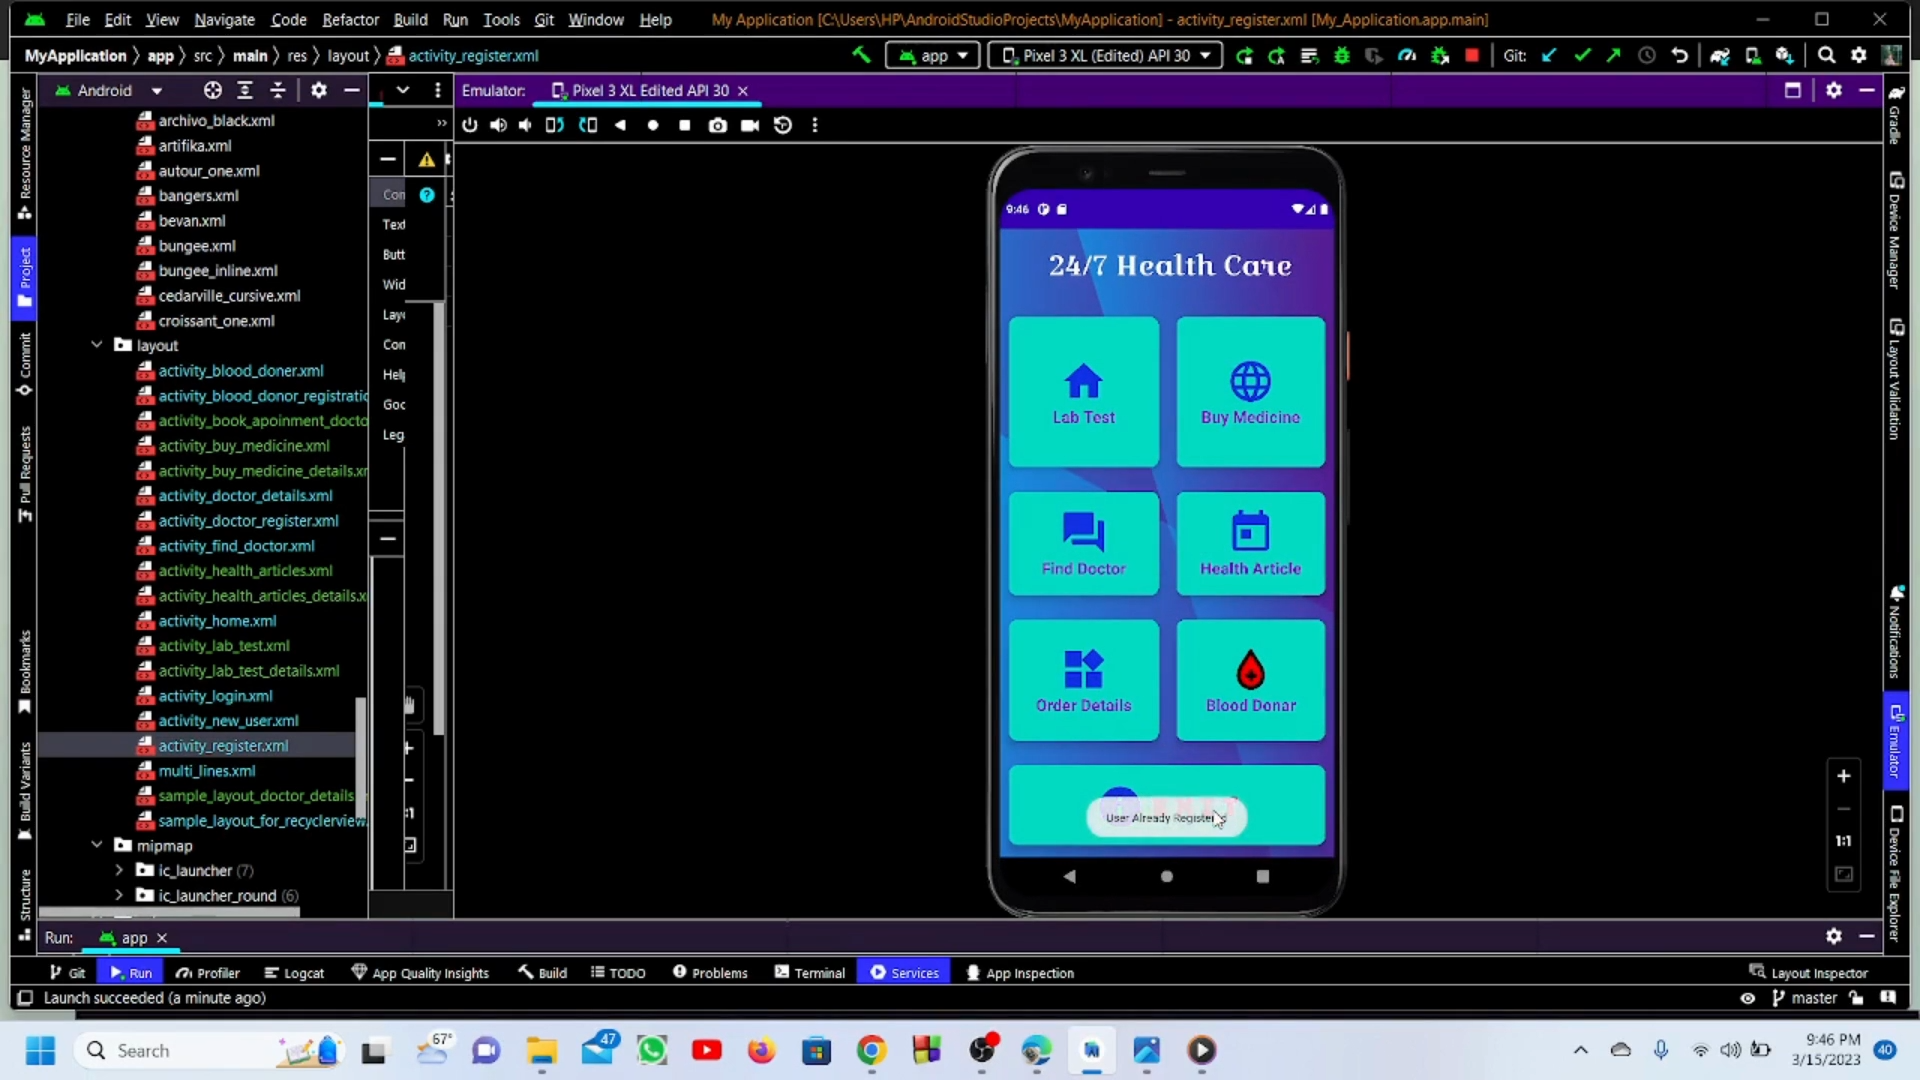 File Edit View Navigate Code Refactor Build Run Tools Git Window Help My Application [C:\Users\HP\AndroidStudioProjects\MyApplication] - activity_register.xml [My_Application.app.main]
MyApplication app src main res layout activity_register.xml app Pixel 3 XL (Edited) API 30 Git:
Android Emulator: Pixel 3 XL Edited API 30
Resource Manager
Project
Commit
Pull Requests
Bookmarks
Build Variants
Structure
archivo_black.xml
artifika.xml
autour_one.xml
bangers.xml
bevan.xml
bungee.xml
bungee_inline.xml
cedarville_cursive.xml
croissant_one.xml
layout
activity_blood_doner.xml
activity_blood_donor_registratio
activity_book_apoinment_docto
activity_buy_medicine.xml
activity_buy_medicine_details.xr
activity_doctor_details.xml
activity_doctor_register.xml
activity_find_doctor.xml
activity_health_articles.xml
activity_health_articles_details.x
activity_home.xml
activity_lab_test.xml
activity_lab_test_details.xml
activity_login.xml
activity_new_user.xml
activity_register.xml
multi_lines.xml
sample_layout_doctor_details
sample_layout_for_recyclerview.
mipmap
ic_launcher (7)
ic_launcher_round (6)
Con
Text
Butt
Wid
Layo
Con
Help
Goo
Leg
1:1
9:46
24/7 Health Care
Lab Test
Buy Medicine
Find Doctor
Health Article
Order Details
Blood Donar
User Already Register
1:1
Gradle
Device Manager
Layout Validation
Notifications
Emulator
Device File Explorer
Run: app
Git Run Profiler Logcat App Quality Insights Build TODO Problems Terminal Services App Inspection Layout Inspector
Launch succeeded (a minute ago) master
Search 67° 47 9:46 PM
3/15/2023 40